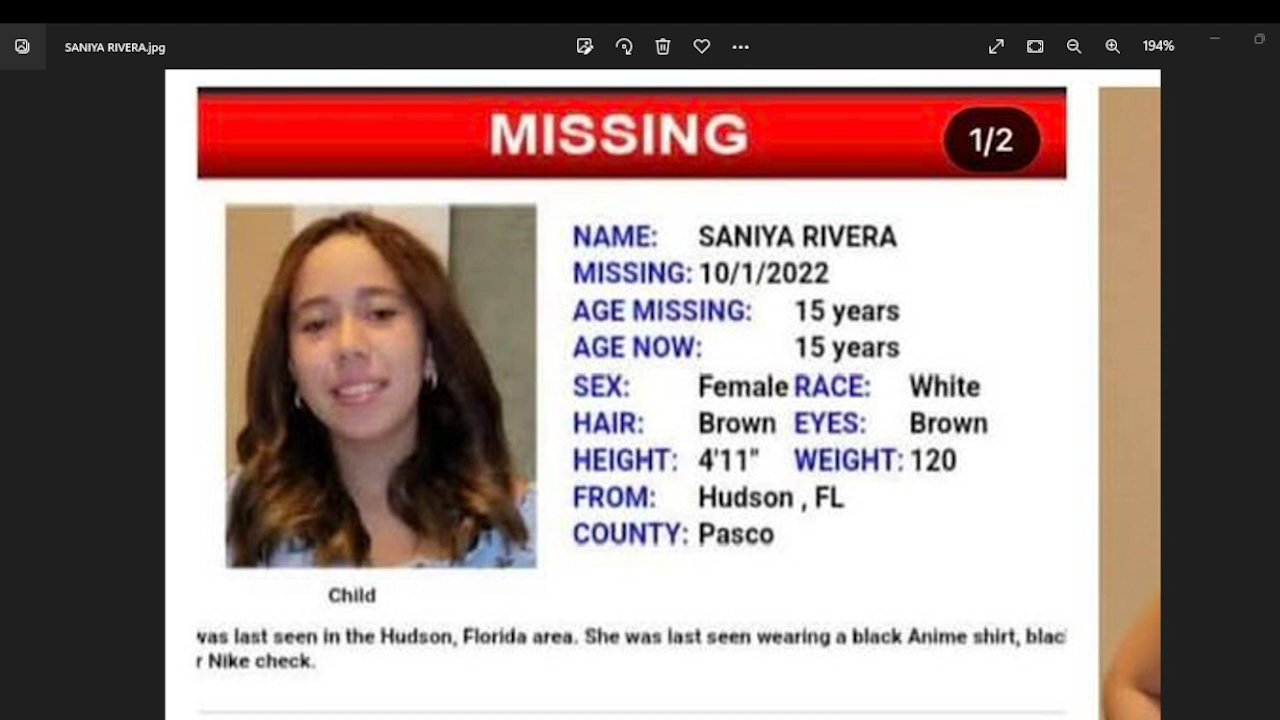 SANIYA RIVERA.jpg
194%
MISSING
1/2
NAME: SANIYA RIVERA
MISSING: 10/1/2022
AGE MISSING: 15 years
AGE NOW: 15 years
SEX: Female RACE: White
HAIR: Brown EYES: Brown
HEIGHT: 4'11" WEIGHT: 120
FROM: Hudson , FL
COUNTY: Pasco
Child
was last seen in the Hudson, Florida area. She was last seen wearing a black Anime shirt, blac
r Nike check.